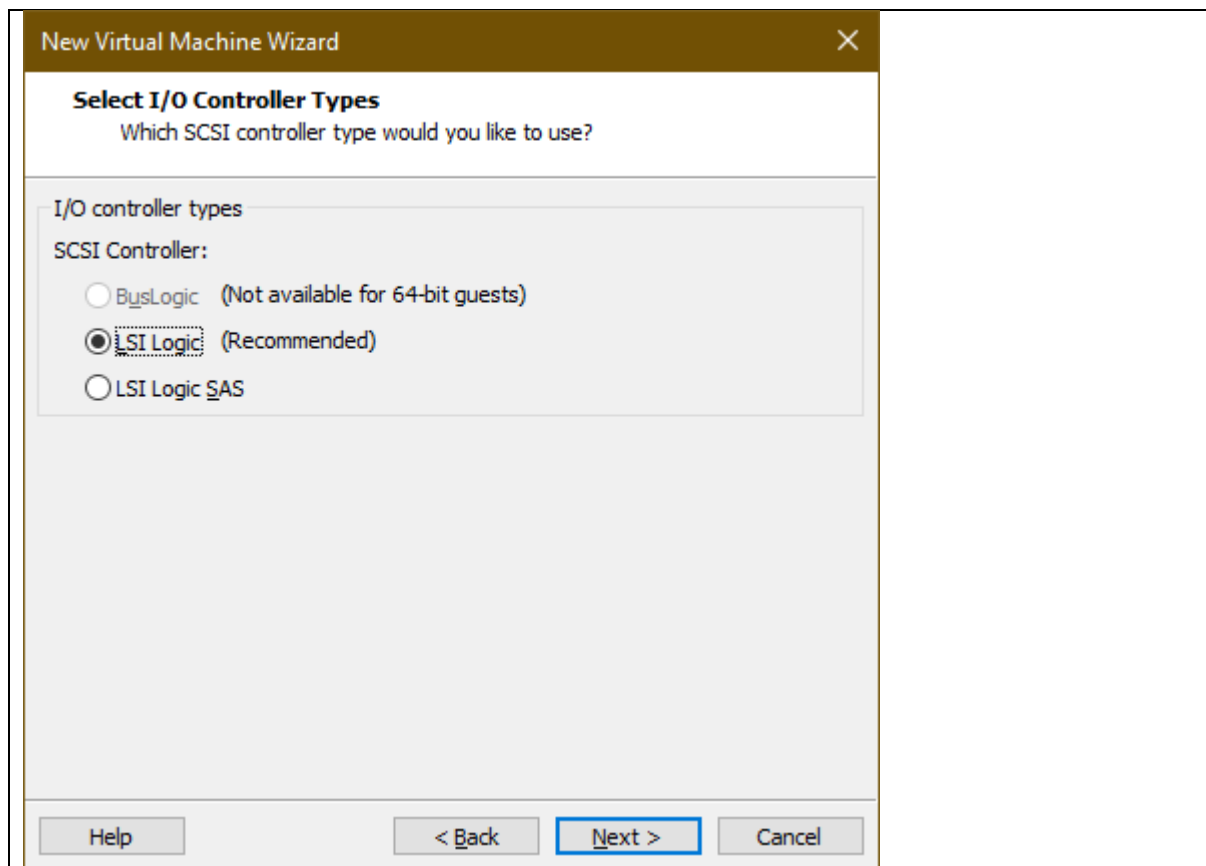 New Virtual Machine Wizard
Select I/O Controller Types
Which SCSI controller type would you like to use?
I/O controller types
SCSI Controller:
BusLogic (Not available for 64-bit guests)
LSI Logic (Recommended)
LSI Logic SAS
Help < Back Next > Cancel